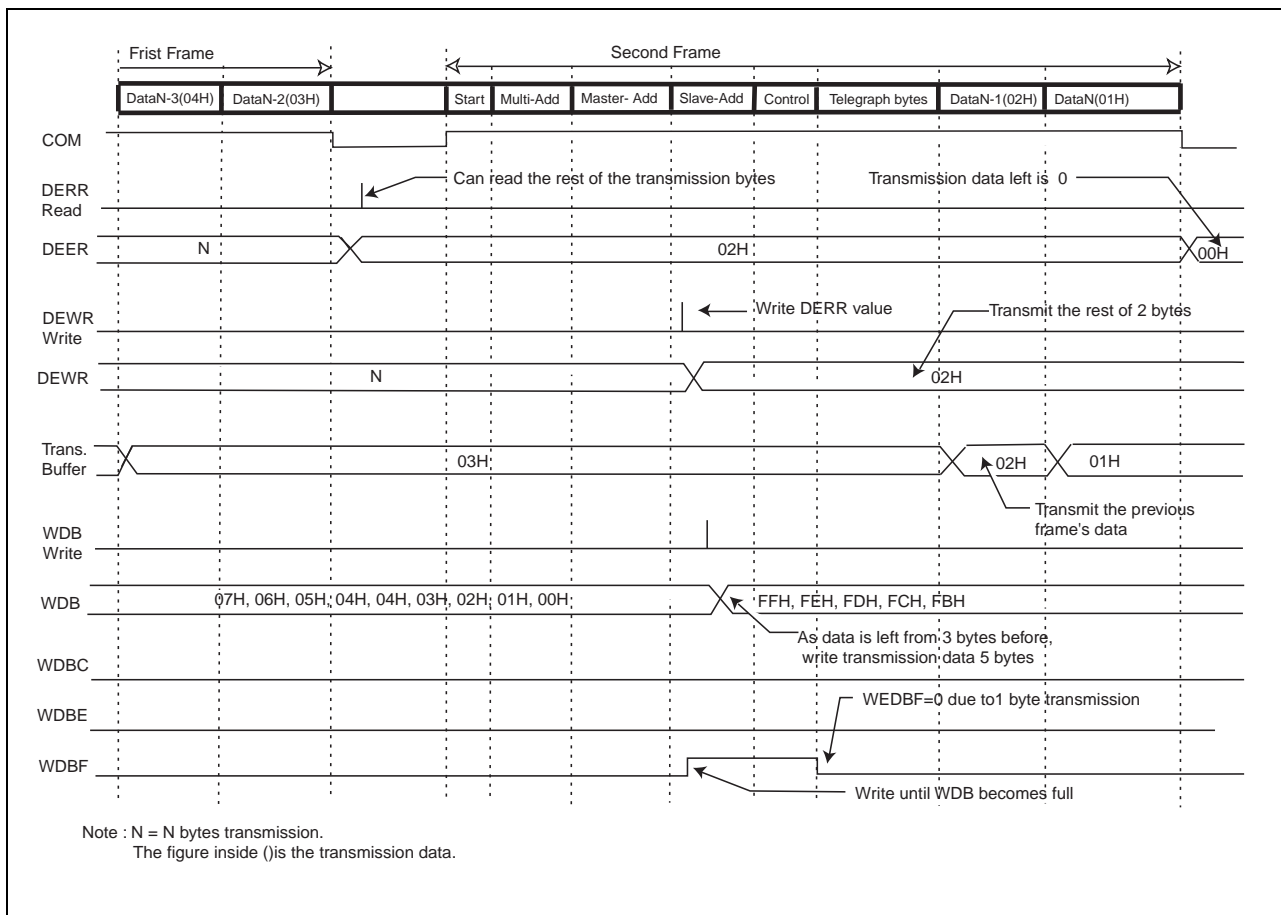 Frist Frame
Second Frame
DataN-3(04H) DataN-2(03H) Start Multi-Add Master- Add Slave-Add Control Telegraph bytes DataN-1(02H) DataN(01H)
COM
DERR
Read
Can read the rest of the transmission bytes
Transmission data left is 0
DEER
N
02H
00H
DEWR
Write
Write DERR value
Transmit the rest of 2 bytes
DEWR
N
02H
Trans.
Buffer
03H
02H
01H
Transmit the previous
frame's data
WDB
Write
WDB
07H, 06H, 05H, 04H, 04H, 03H, 02H, 01H, 00H
FFH, FEH, FDH, FCH, FBH
As data is left from 3 bytes before,
write transmission data 5 bytes
WDBC
WDBE
WEDBF=0 due to1 byte transmission
WDBF
Write until WDB becomes full
Note : N = N bytes transmission.
The figure inside ()is the transmission data.